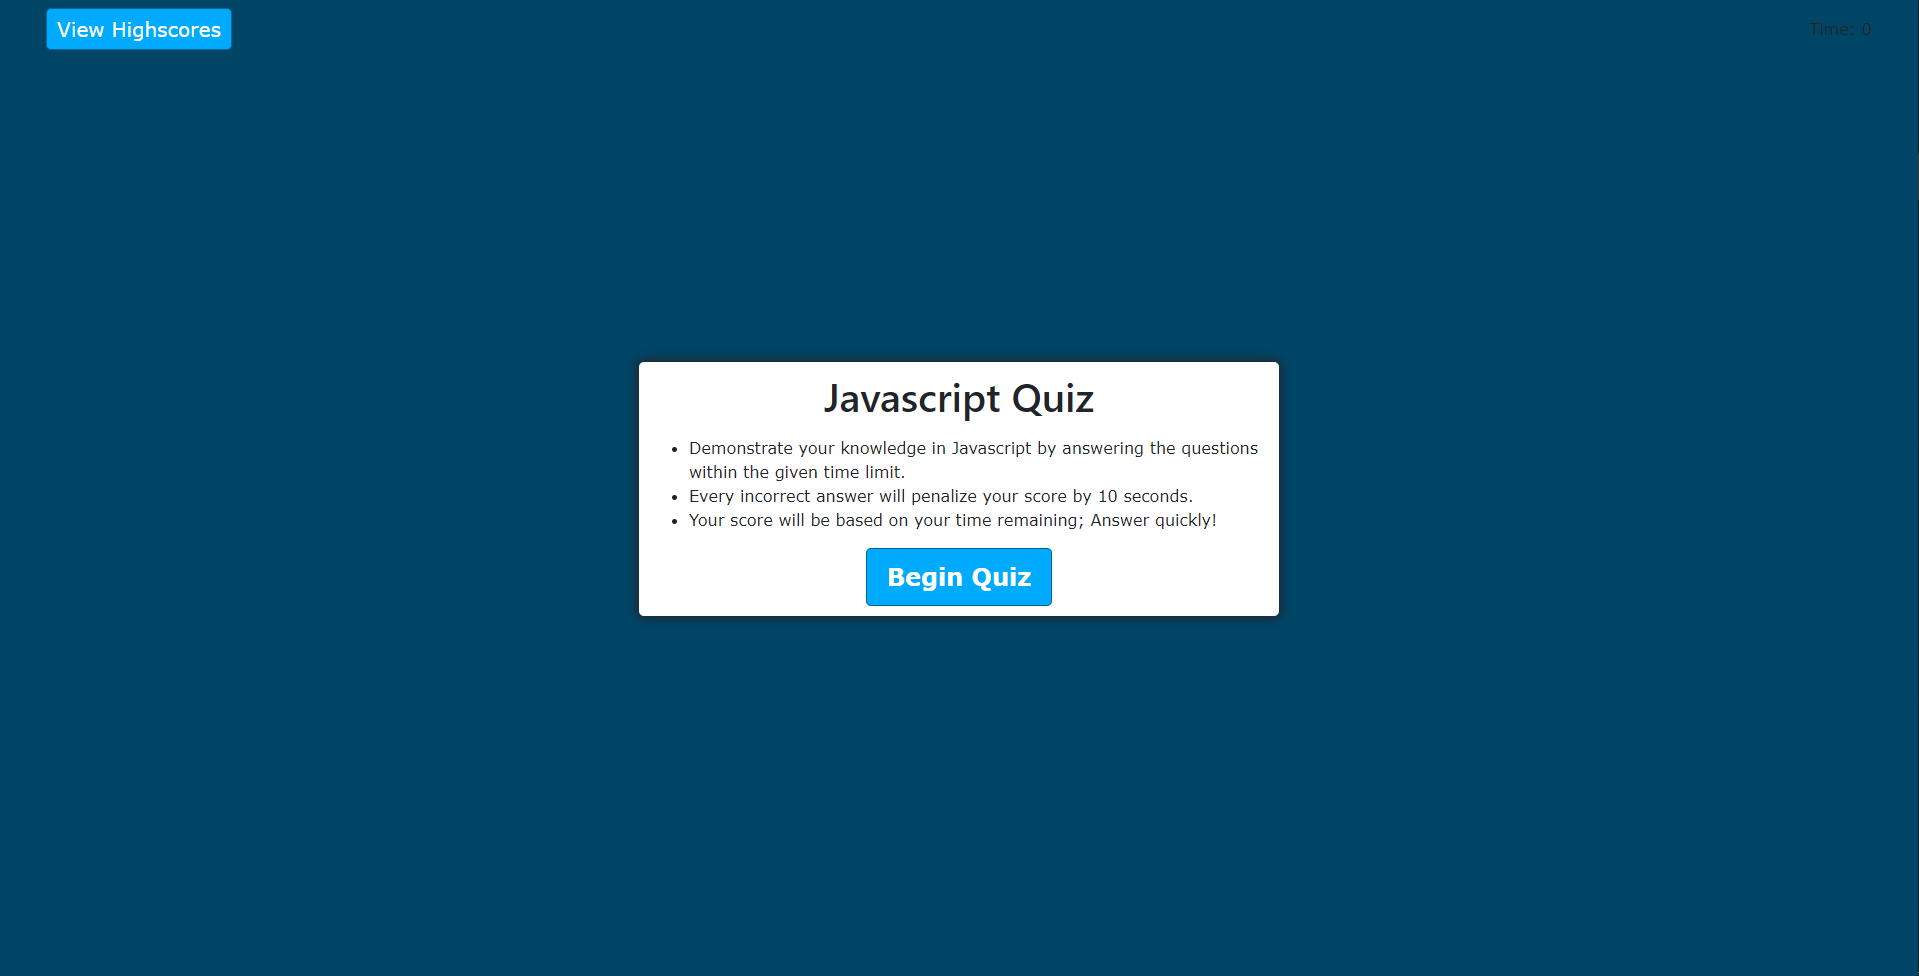 View Highscores
Time: 0
Javascript Quiz
Demonstrate your knowledge in Javascript by answering the questions
within the given time limit.
Every incorrect answer will penalize your score by 10 seconds.
Your score will be based on your time remaining; Answer quickly!
Begin Quiz